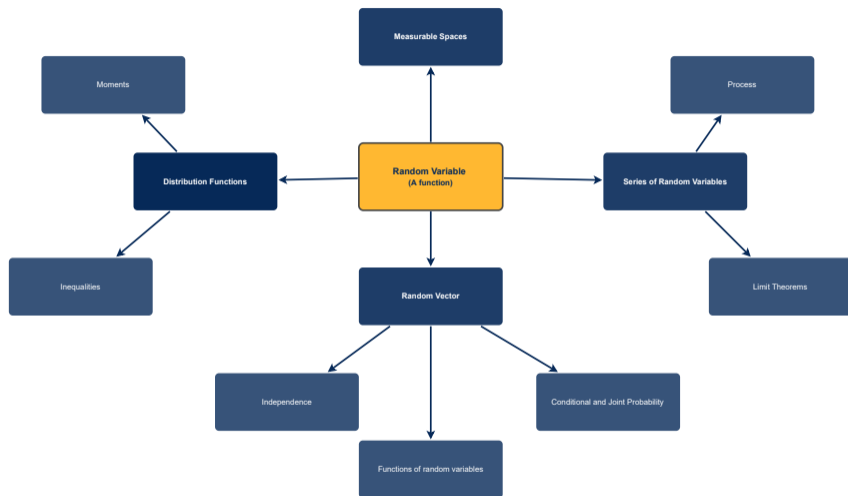 Measurable Spaces
Moments
Process
Random Variable
(A function)
Distribution Functions
Series of Random Variables
Inequalities
Random Vector
Limit Theorems
Independence
Conditional and Joint Probability
Functions of random variables